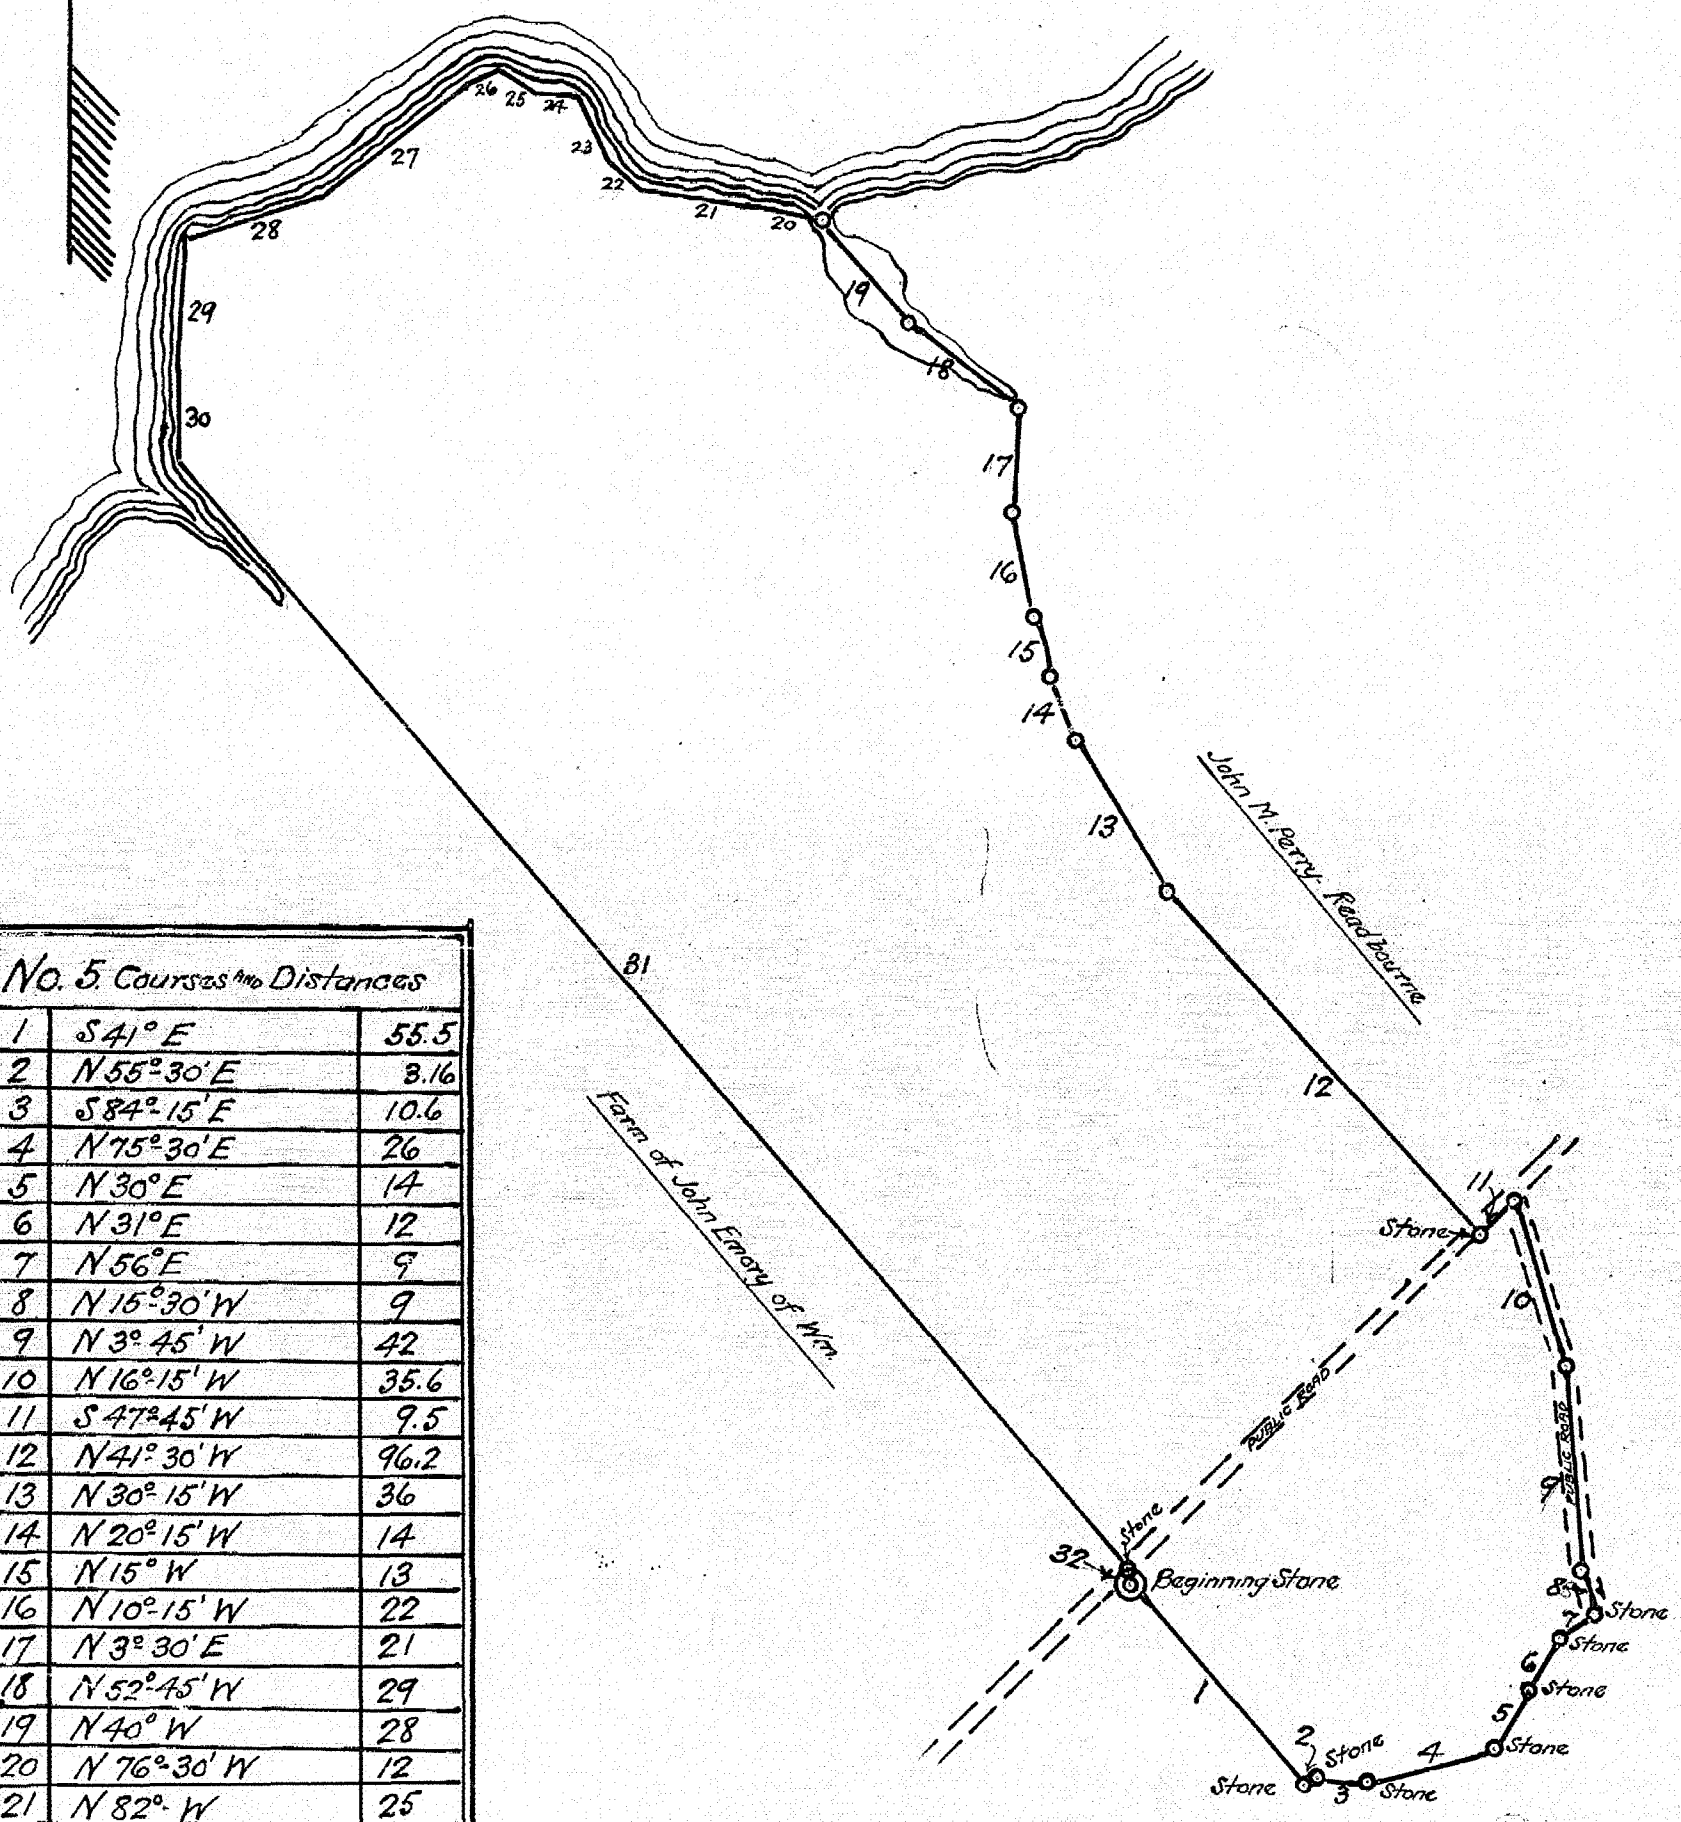 26
25
24
27
23
22
21
20
28
19
29
18
30
17
16
15
14
13
John M. Perry - Readbourne
31
12
Farm of John Emory of Wm.
11
Stone
10
PUBLIC ROAD
PUBLIC ROAD
9
Stone
32
Beginning Stone
8
Stone
7
Stone
6
Stone
1
5
Stone
2
Stone
4
Stone
3
Stone
No. 5. Courses AND Distances
1 S 41° E 55.5
2 N 55°-30' E 3.16
3 S 84°-15' E 10.6
4 N 75°-30' E 26
5 N 30° E 14
6 N 31° E 12
7 N 56° E 9
8 N 15°-30' W 9
9 N 3°-45' W 42
10 N 16°-15' W 35.6
11 S 47°-45' W 9.5
12 N 41°-30' W 96.2
13 N 30°-15' W 36
14 N 20°-15' W 14
15 N 15° W 13
16 N 10°-15' W 22
17 N 3°-30' E 21
18 N 52°-45' W 29
19 N 40° W 28
20 N 76°-30' W 12
21 N 82°- W 25